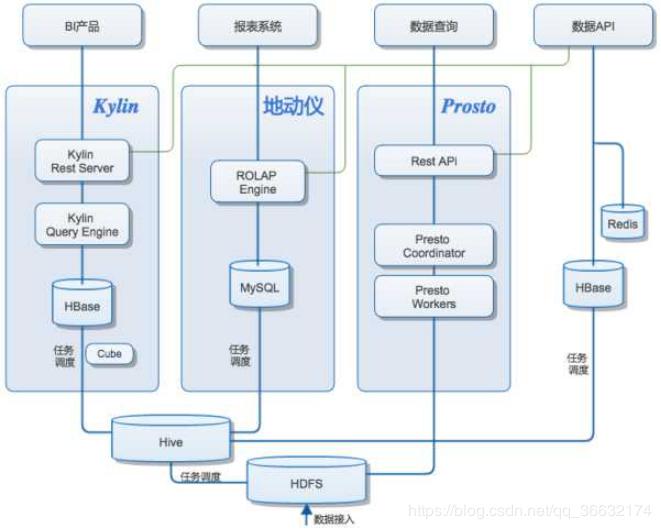 BI产品
报表系统
数据查询
数据API
Kylin
地动仪
Prosto
Kylin
Rest Server
ROLAP
Engine
Rest API
Kylin
Query Engine
Presto
Coordinator
Redis
HBase
MySQL
Presto
Workers
HBase
任务
调度
Cube
任务
调度
任务
调度
Hive
任务调度
HDFS
数据接入
https://blog.csdn.net/qq_36632174